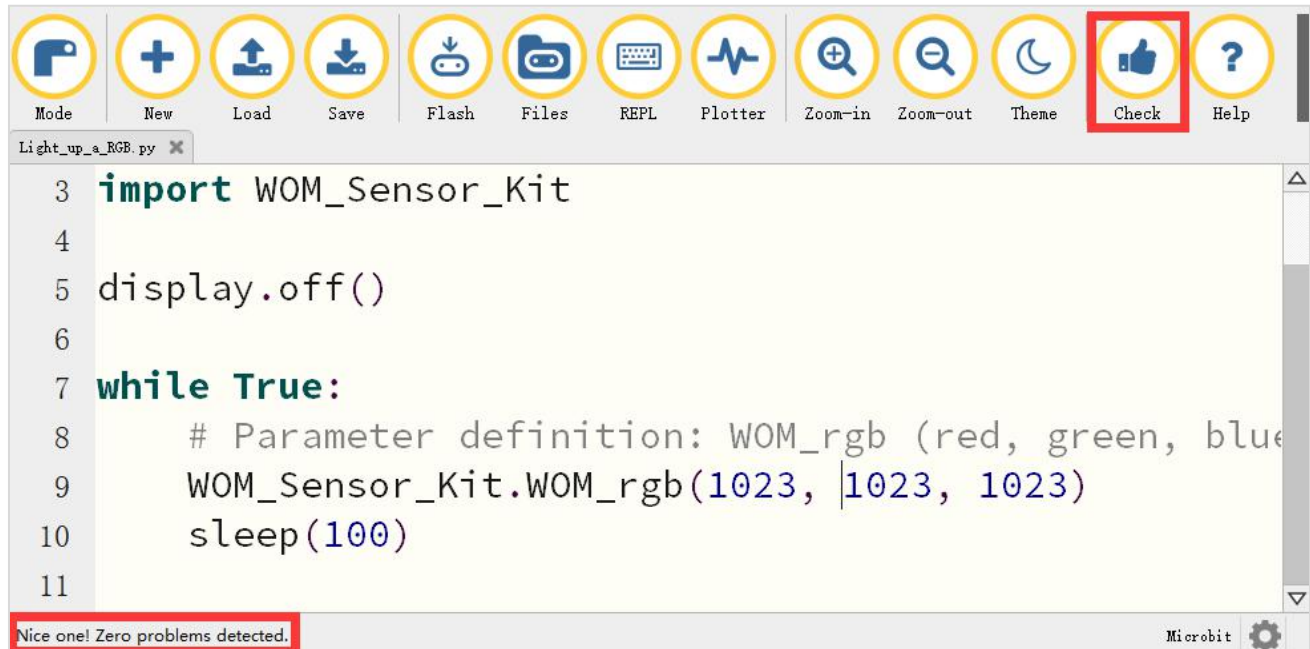 Mode New Load Save Flash Files REPL Plotter Zoom-in Zoom-out Theme Check Help
Light_up_a_RGB.py
3 import WOM_Sensor_Kit
4
5 display.off()
6
7 while True:
8 # Parameter definition: WOM_rgb (red, green, blue
9 WOM_Sensor_Kit.WOM_rgb(1023, 1023, 1023)
10 sleep(100)
11
Nice one! Zero problems detected. Microbit